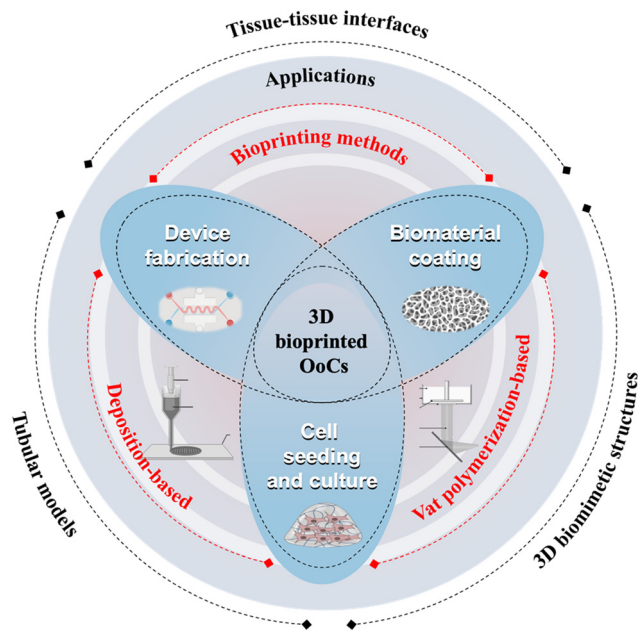 Tissue-tissue interfaces
Applications
Bioprinting methods
Device
fabrication
Biomaterial
coating
3D
bioprinted
OoCs
Cell
seeding
and culture
Deposition-based
Vat polymerization-based
Tubular models
3D biomimetic structures